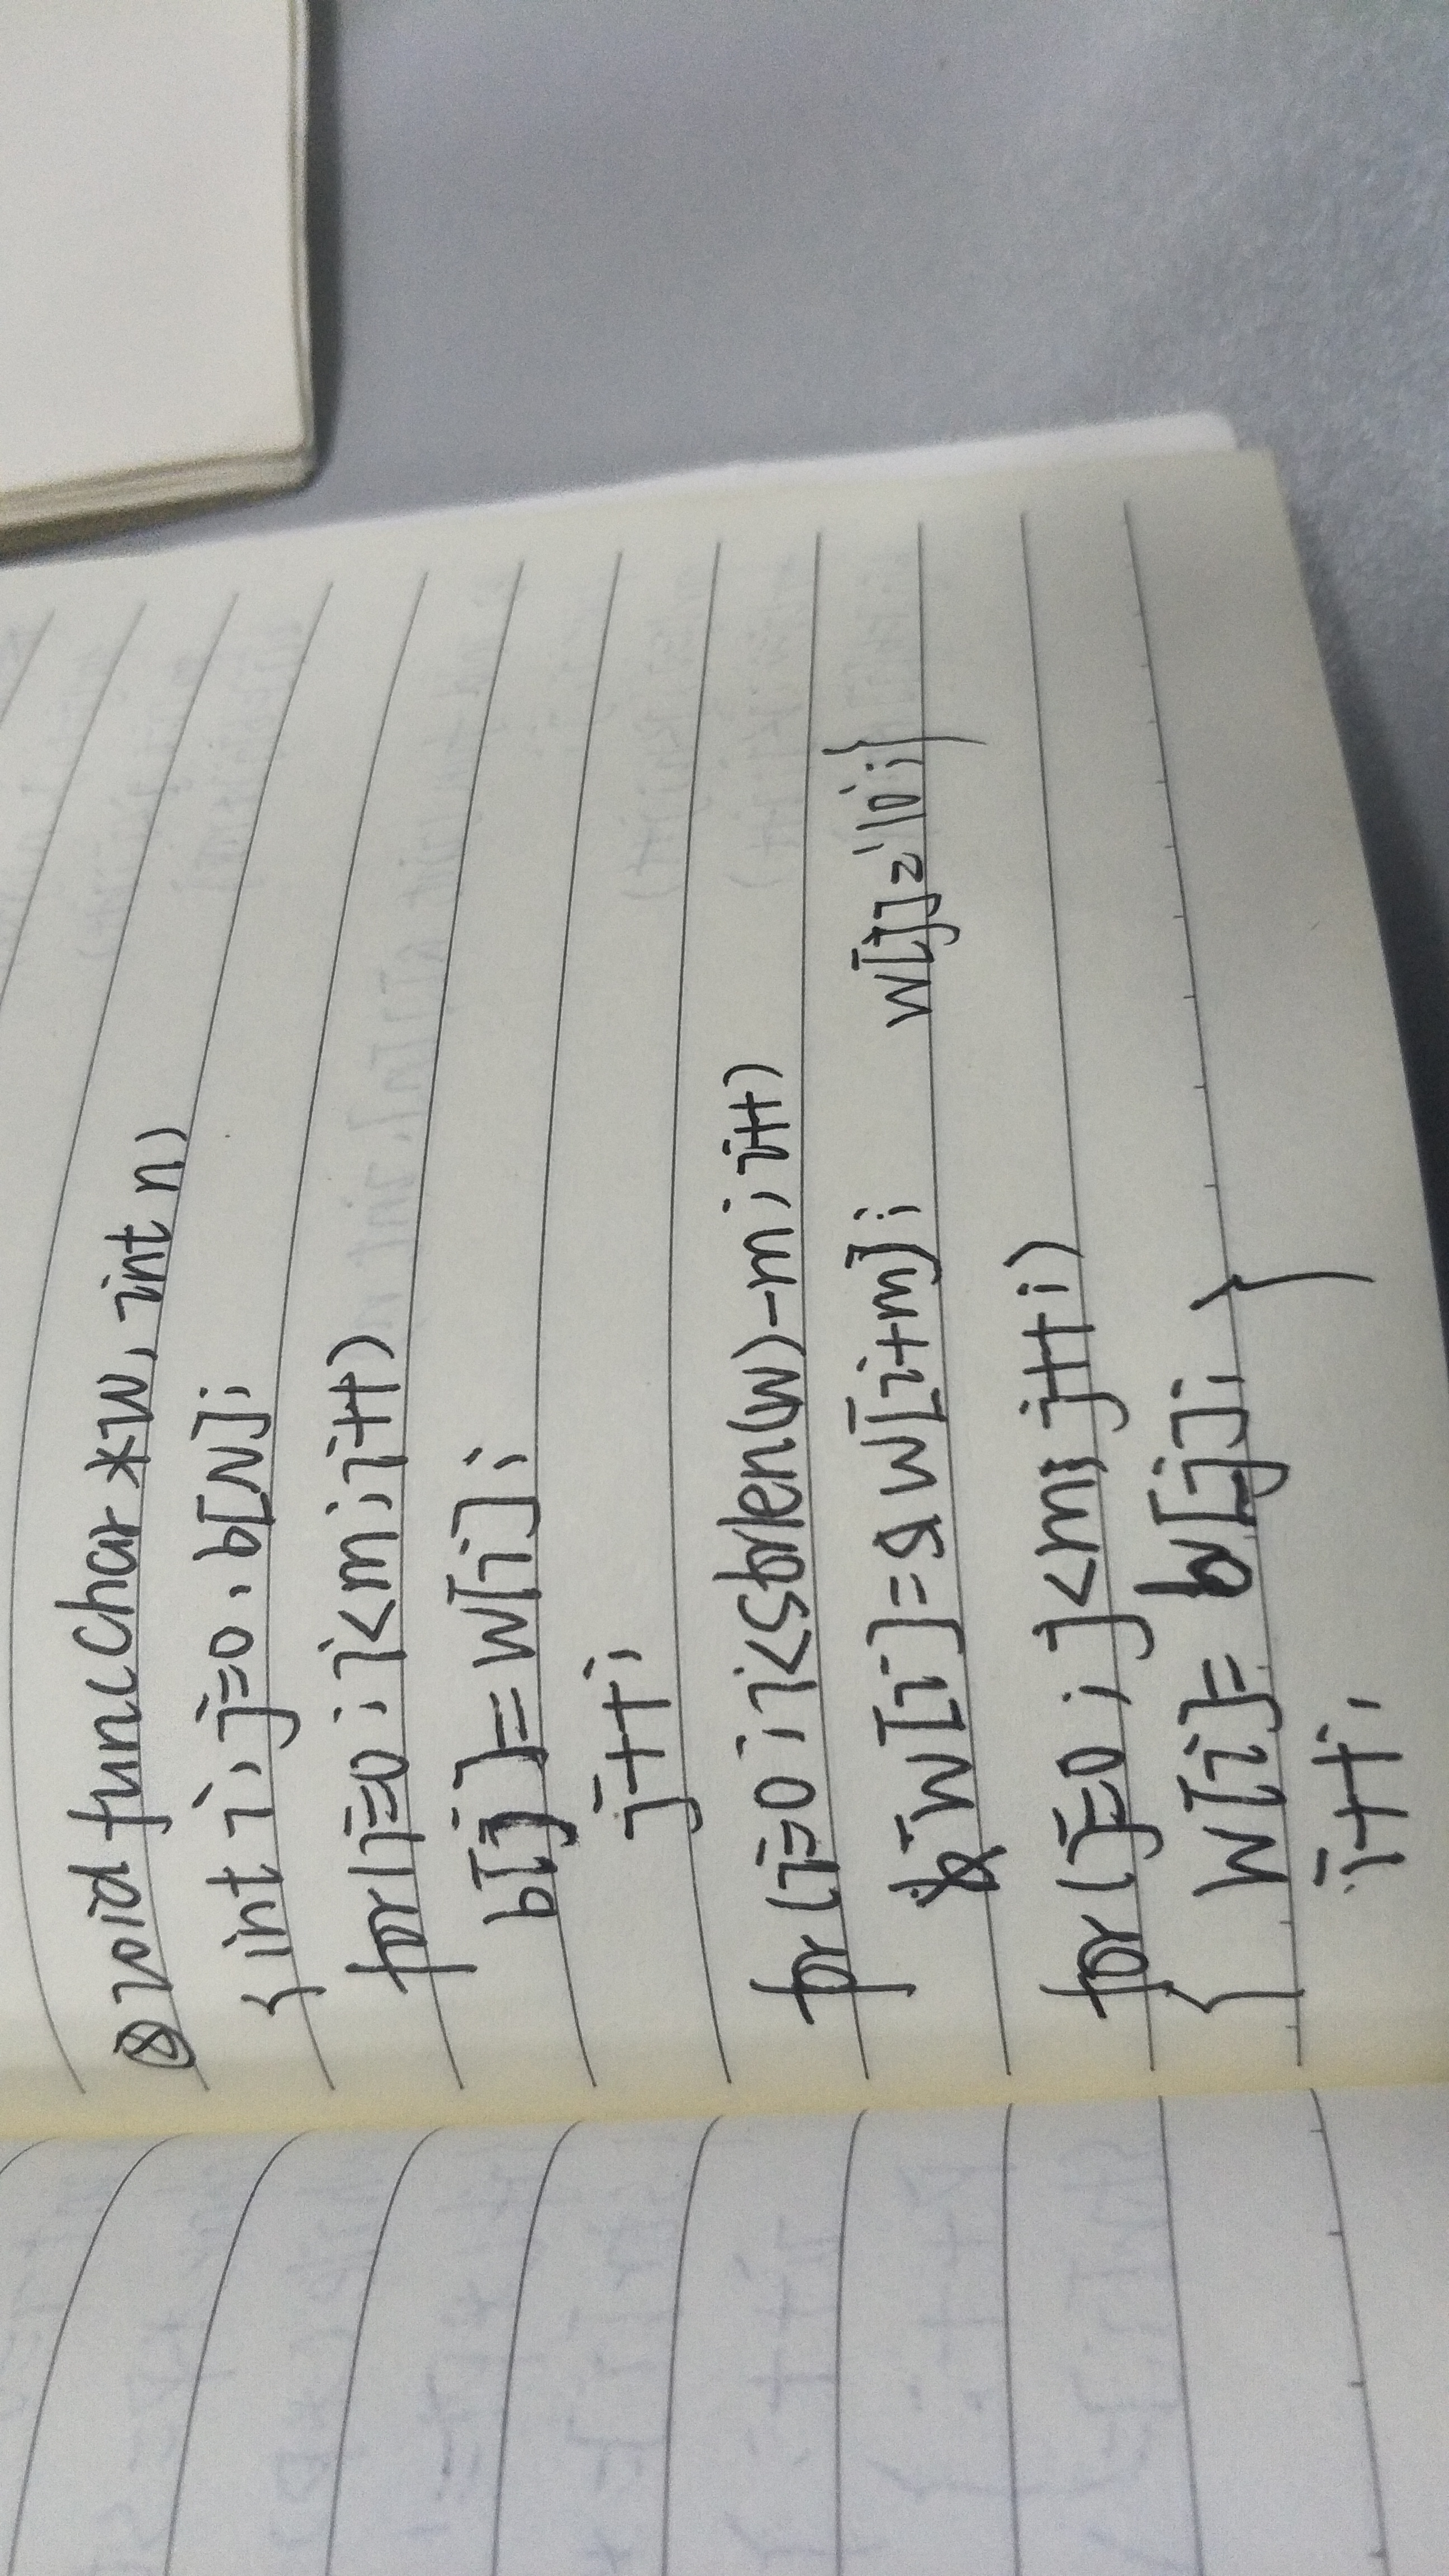 ⑧ void fun(char *w, int n)
{ int i, j=0, b[N];
for(i=0; i<m; i++)
b[j]=w[i];
j++;
for(i=0; i<strlen(w)-m; i++)
w[i]=w[i+m]; w[j]='\0';}
for(j=0; j<m; j++;)
{ w[i]= b[j]; }
i++;